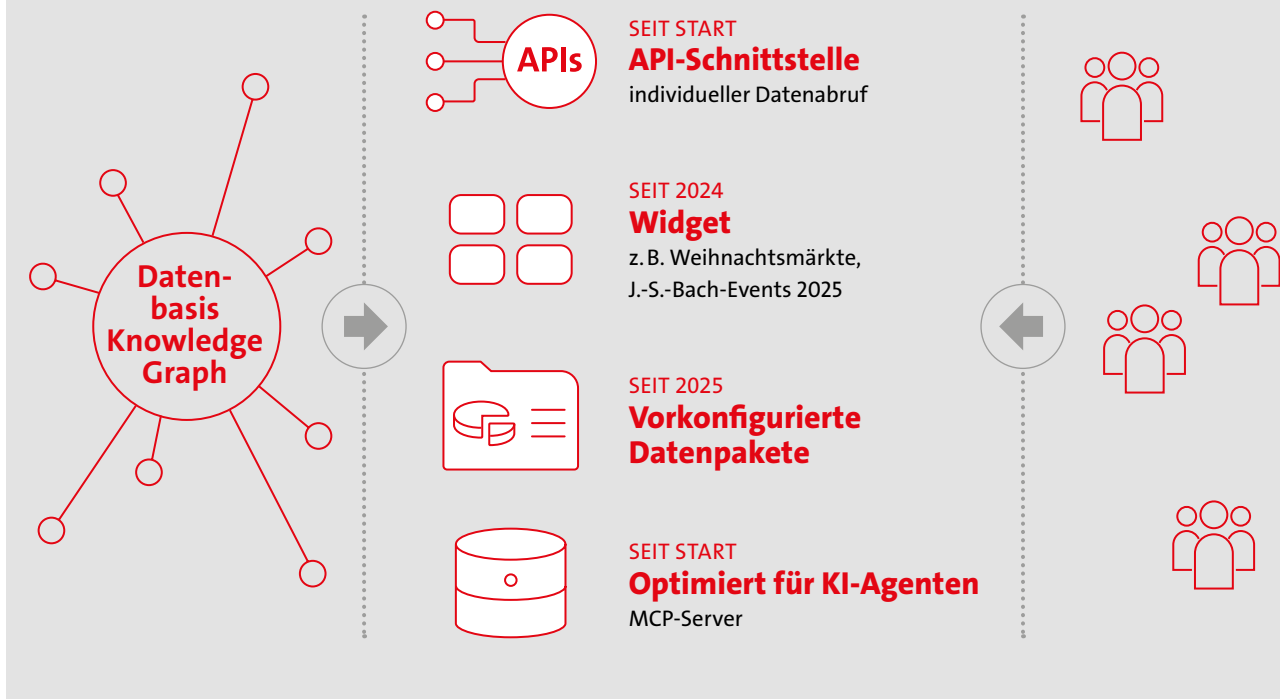 Daten-
basis
Knowledge
Graph
APIs
SEIT START
API-Schnittstelle
individueller Datenabruf
SEIT 2024
Widget
z. B. Weihnachtsmärkte,
J.-S.-Bach-Events 2025
SEIT 2025
Vorkonfigurierte
Datenpakete
SEIT START
Optimiert für KI-Agenten
MCP-Server